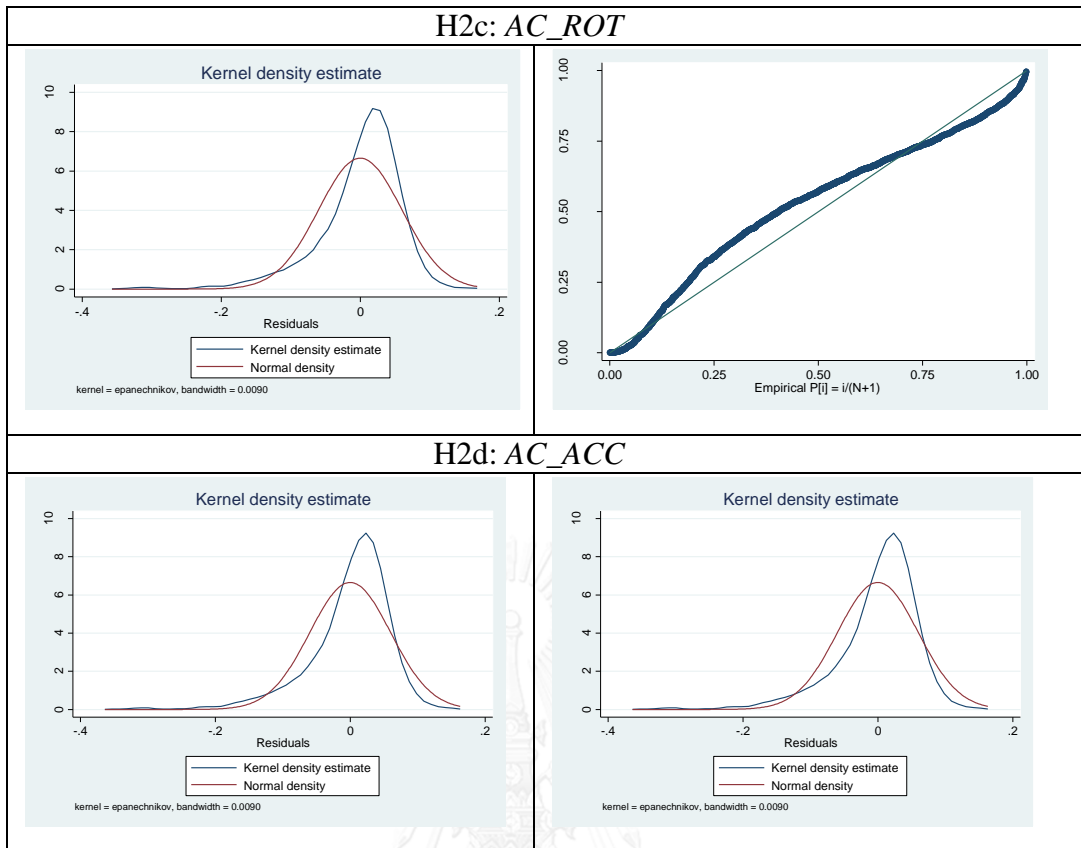 H2c: AC_ROT
Kernel density estimate
10
8
6
4
2
0
-.4 -.2 0 .2
Residuals
Kernel density estimate
Normal density
kernel = epanechnikov, bandwidth = 0.0090
1.00
0.75
0.50
0.25
0.00
0.00 0.25 0.50 0.75 1.00
Empirical P[i] = i/(N+1)
H2d: AC_ACC
Kernel density estimate
10
8
6
4
2
0
-.4 -.2 0 .2
Residuals
Kernel density estimate
Normal density
kernel = epanechnikov, bandwidth = 0.0090
Kernel density estimate
10
8
6
4
2
0
-.4 -.2 0 .2
Residuals
Kernel density estimate
Normal density
kernel = epanechnikov, bandwidth = 0.0090